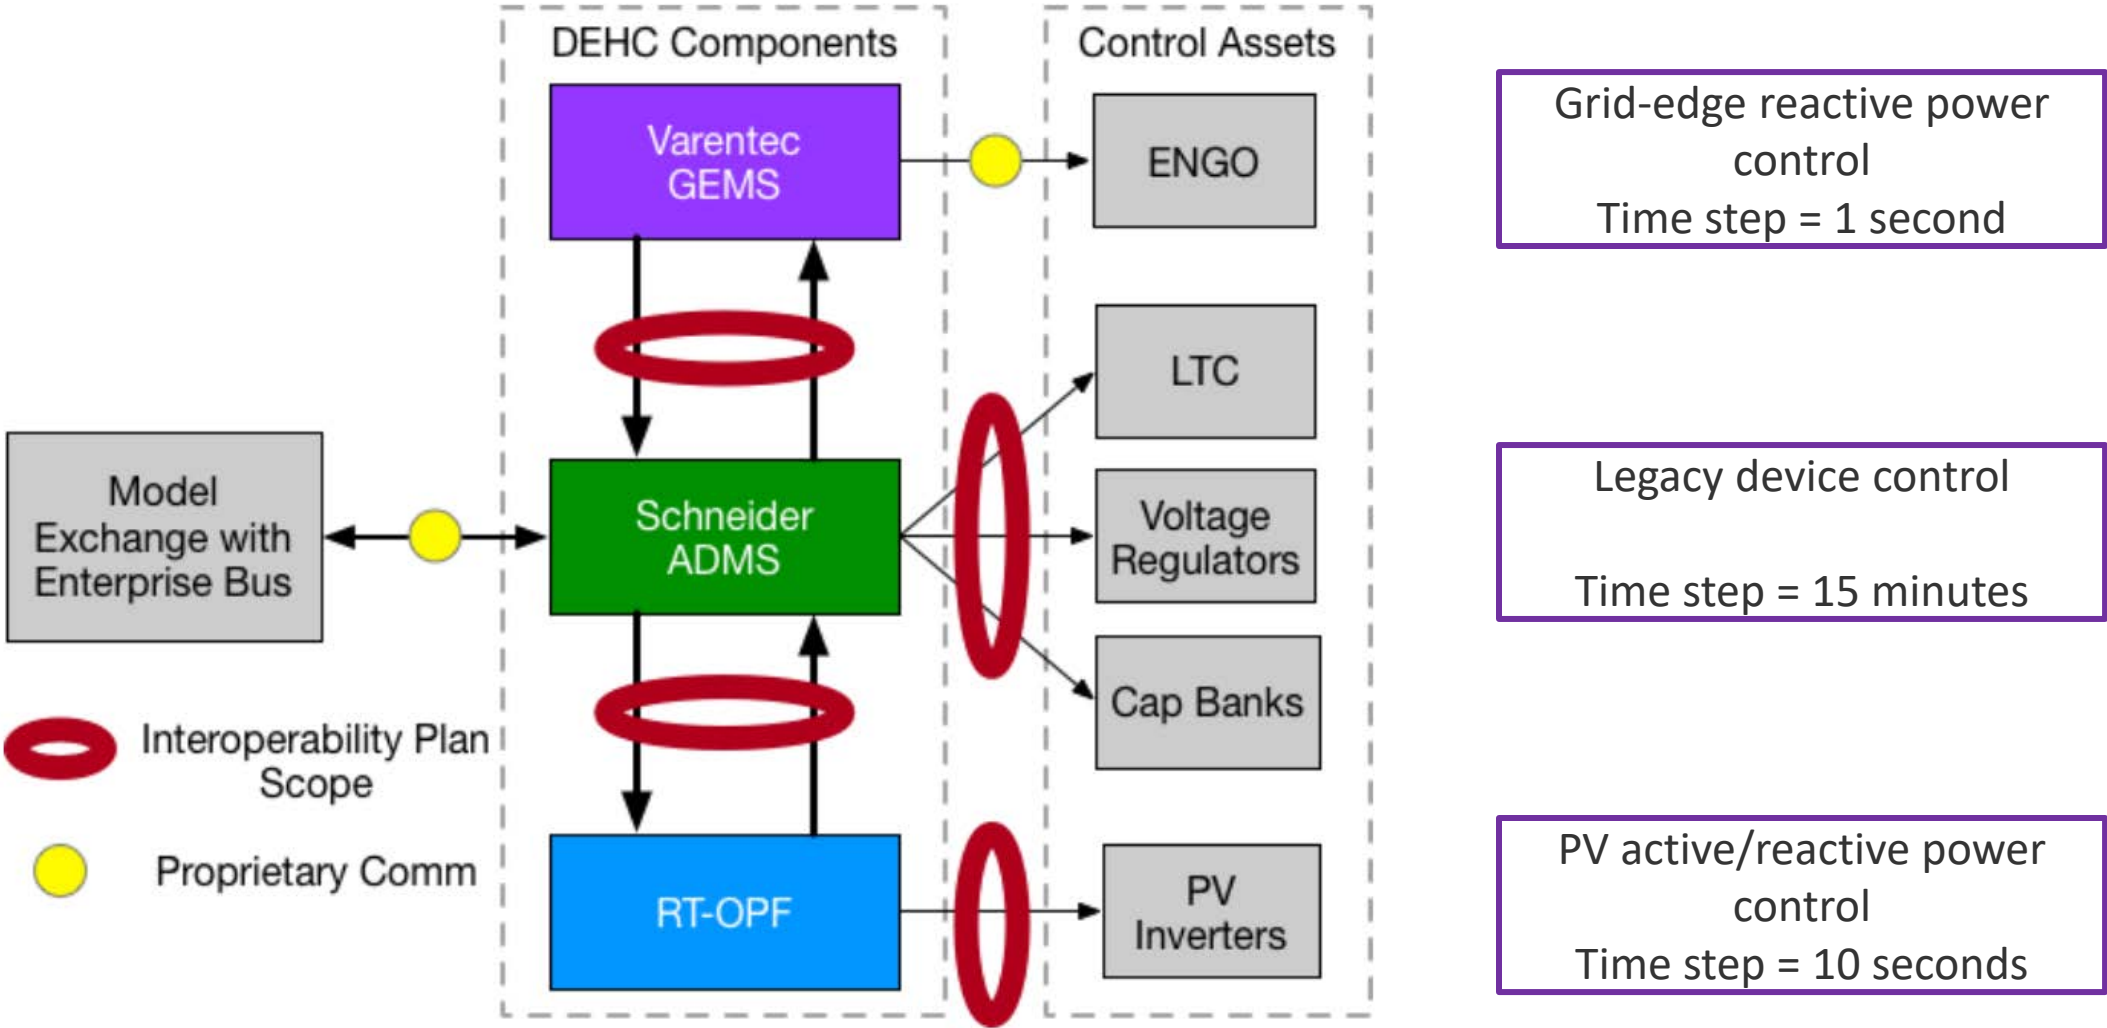 DEHC Components
Control Assets
Varentec
GEMS
ENGO
Grid-edge reactive power
control
Time step = 1 second
LTC
Model
Exchange with
Enterprise Bus
Schneider
ADMS
Voltage
Regulators
Legacy device control
Time step = 15 minutes
Cap Banks
Interoperability Plan
Scope
Proprietary Comm
RT-OPF
PV
Inverters
PV active/reactive power
control
Time step = 10 seconds